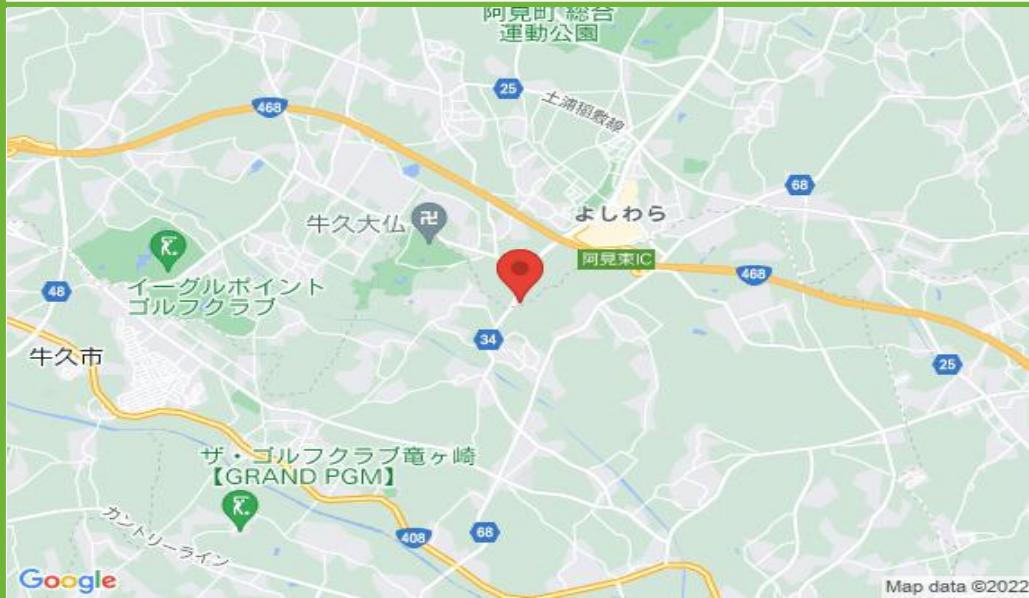 阿見町 総合
運動公園
25
土浦稲敷線
468
68
よしわら
牛久大仏
卍
阿見東IC
468
イーグルポイント
ゴルフクラブ
48
34
牛久市
25
ザ・ゴルフクラブ竜ヶ崎
【GRAND PGM】
カントリーライン
408
68
Google
Map data ©2022